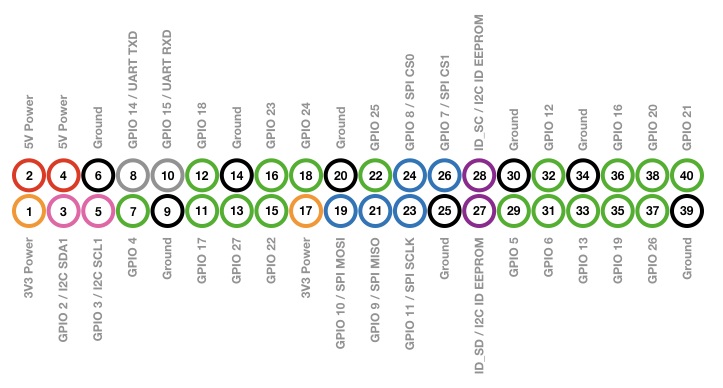 5V Power
5V Power
Ground
GPIO 14 / UART TXD
GPIO 15 / UART RXD
GPIO 18
Ground
GPIO 23
GPIO 24
Ground
GPIO 25
GPIO 8 / SPI CS0
GPIO 7 / SPI CS1
ID_SC / I2C ID EEPROM
Ground
GPIO 12
Ground
GPIO 16
GPIO 20
GPIO 21
2 4 6 8 10 12 14 16 18 20 22 24 26 28 30 32 34 36 38 40
1 3 5 7 9 11 13 15 17 19 21 23 25 27 29 31 33 35 37 39
3V3 Power
GPIO 2 / I2C SDA1
GPIO 3 / I2C SCL1
GPIO 4
Ground
GPIO 17
GPIO 27
GPIO 22
3V3 Power
GPIO 10 / SPI MOSI
GPIO 9 / SPI MISO
GPIO 11 / SPI SCLK
Ground
ID_SD / I2C ID EEPROM
GPIO 5
GPIO 6
GPIO 13
GPIO 19
GPIO 26
Ground